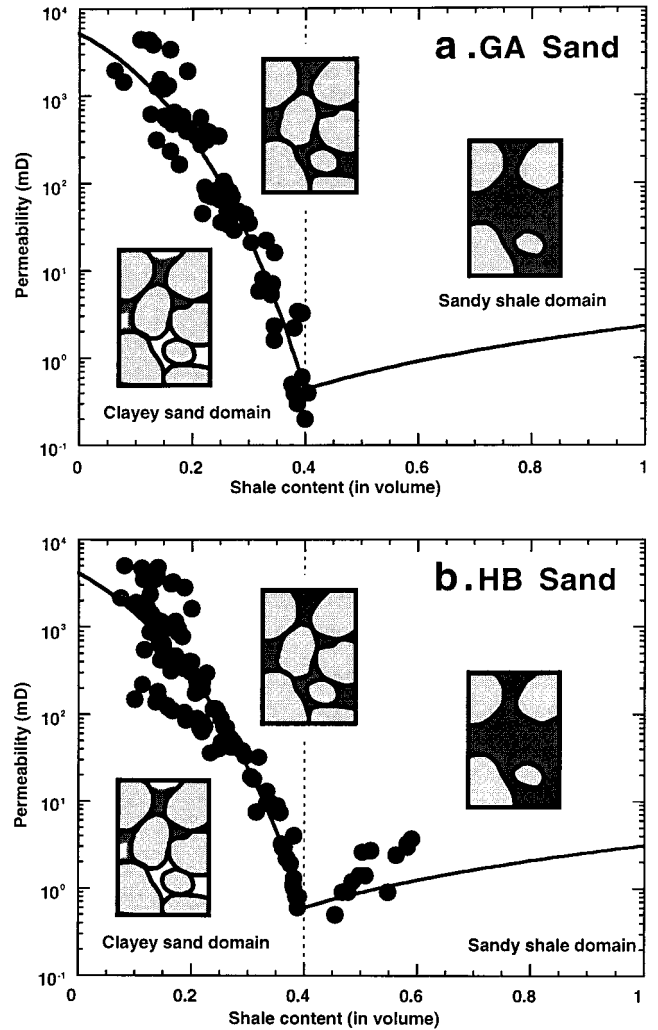 a.GA Sand
10⁴
10³
10²
10¹
10⁰
10⁻¹
Permeability (mD)
Sandy shale domain
Clayey sand domain
0 0.2 0.4 0.6 0.8 1
Shale content (in volume)
b.HB Sand
10⁴
10³
10²
10¹
10⁰
10⁻¹
Permeability (mD)
Clayey sand domain
Sandy shale domain
0 0.2 0.4 0.6 0.8 1
Shale content (in volume)